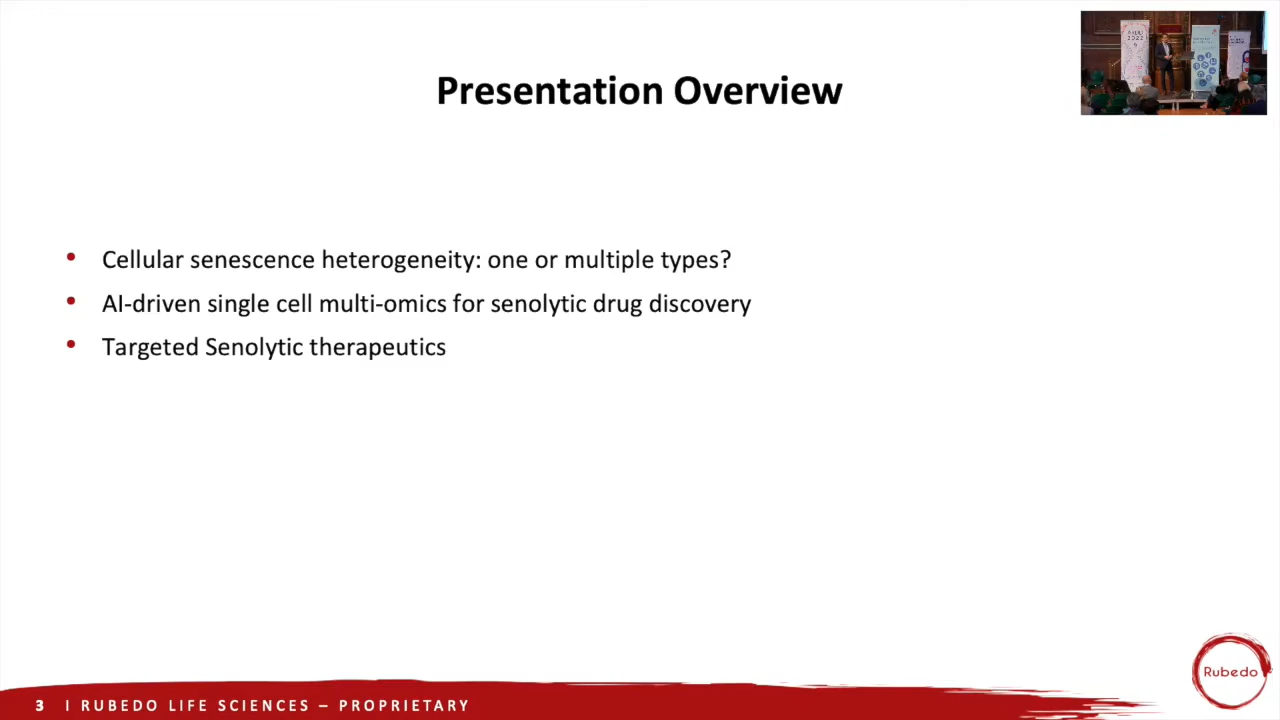 Presentation Overview
• Cellular senescence heterogeneity: one or multiple types?
• AI-driven single cell multi-omics for senolytic drug discovery
• Targeted Senolytic therapeutics
Rubedo
3 I RUBEDO LIFE SCIENCES – PROPRIETARY